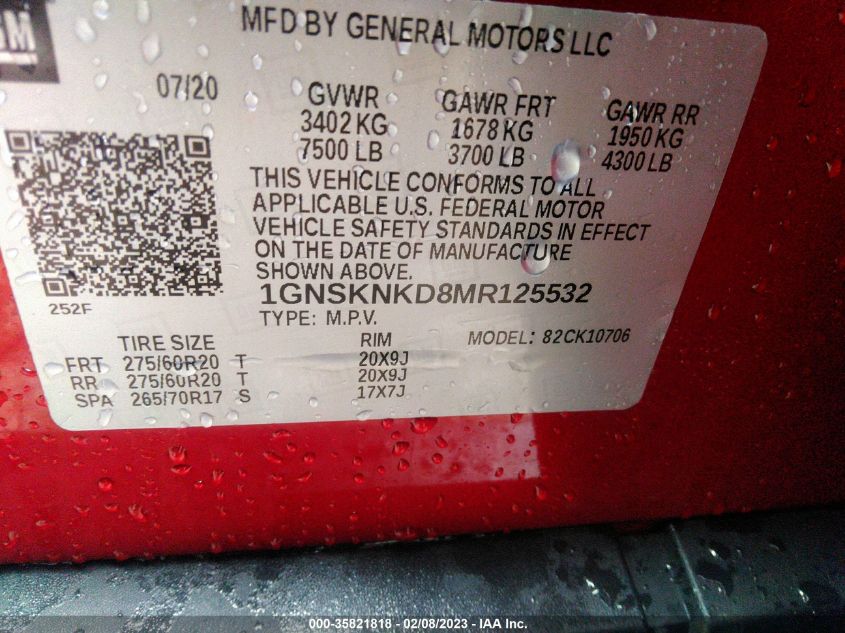 GM
MFD BY GENERAL MOTORS LLC
07/20
GVWR
3402 KG
7500 LB
GAWR FRT
1678 KG
3700 LB
GAWR RR
1950 KG
4300 LB
THIS VEHICLE CONFORMS TO ALL
APPLICABLE U.S. FEDERAL MOTOR
VEHICLE SAFETY STANDARDS IN EFFECT
ON THE DATE OF MANUFACTURE
SHOWN ABOVE.
252F
1GNSKNKD8MR125532
TYPE: M.P.V.
MODEL: 82CK10706
TIRE SIZE RIM
FRT 275/60R20 T 20X9J
RR 275/60R20 T 20X9J
SPA 265/70R17 S 17X7J
000-35821818 - 02/08/2023 - IAA Inc.